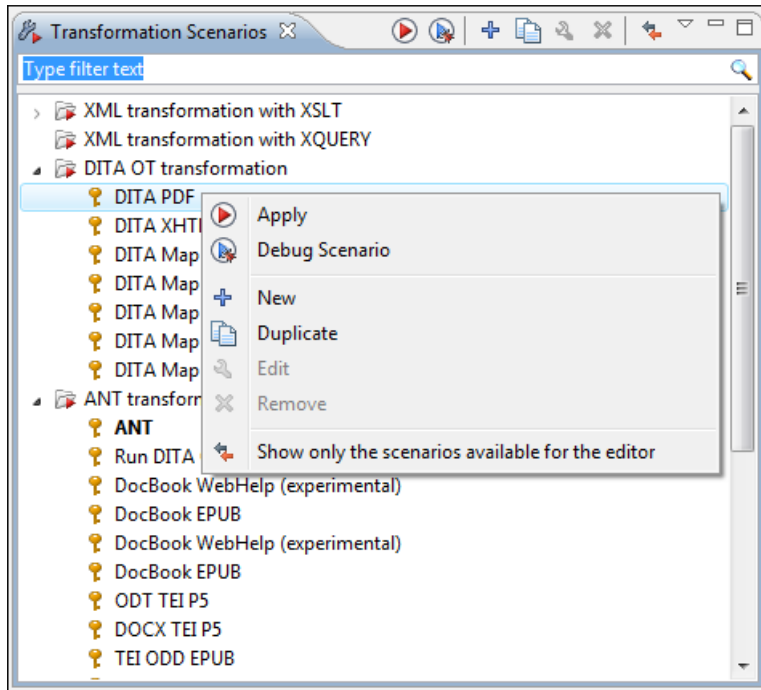 Transformation Scenarios
Type filter text
XML transformation with XSLT
XML transformation with XQUERY
DITA OT transformation
DITA PDF
DITA XHT
DITA Map
DITA Map
DITA Map
DITA Map
DITA Map
ANT transfor
ANT
Run DITA
DocBook WebHelp (experimental)
DocBook EPUB
DocBook WebHelp (experimental)
DocBook EPUB
ODT TEI P5
DOCX TEI P5
TEI ODD EPUB
Apply
Debug Scenario
New
Duplicate
Edit
Remove
Show only the scenarios available for the editor